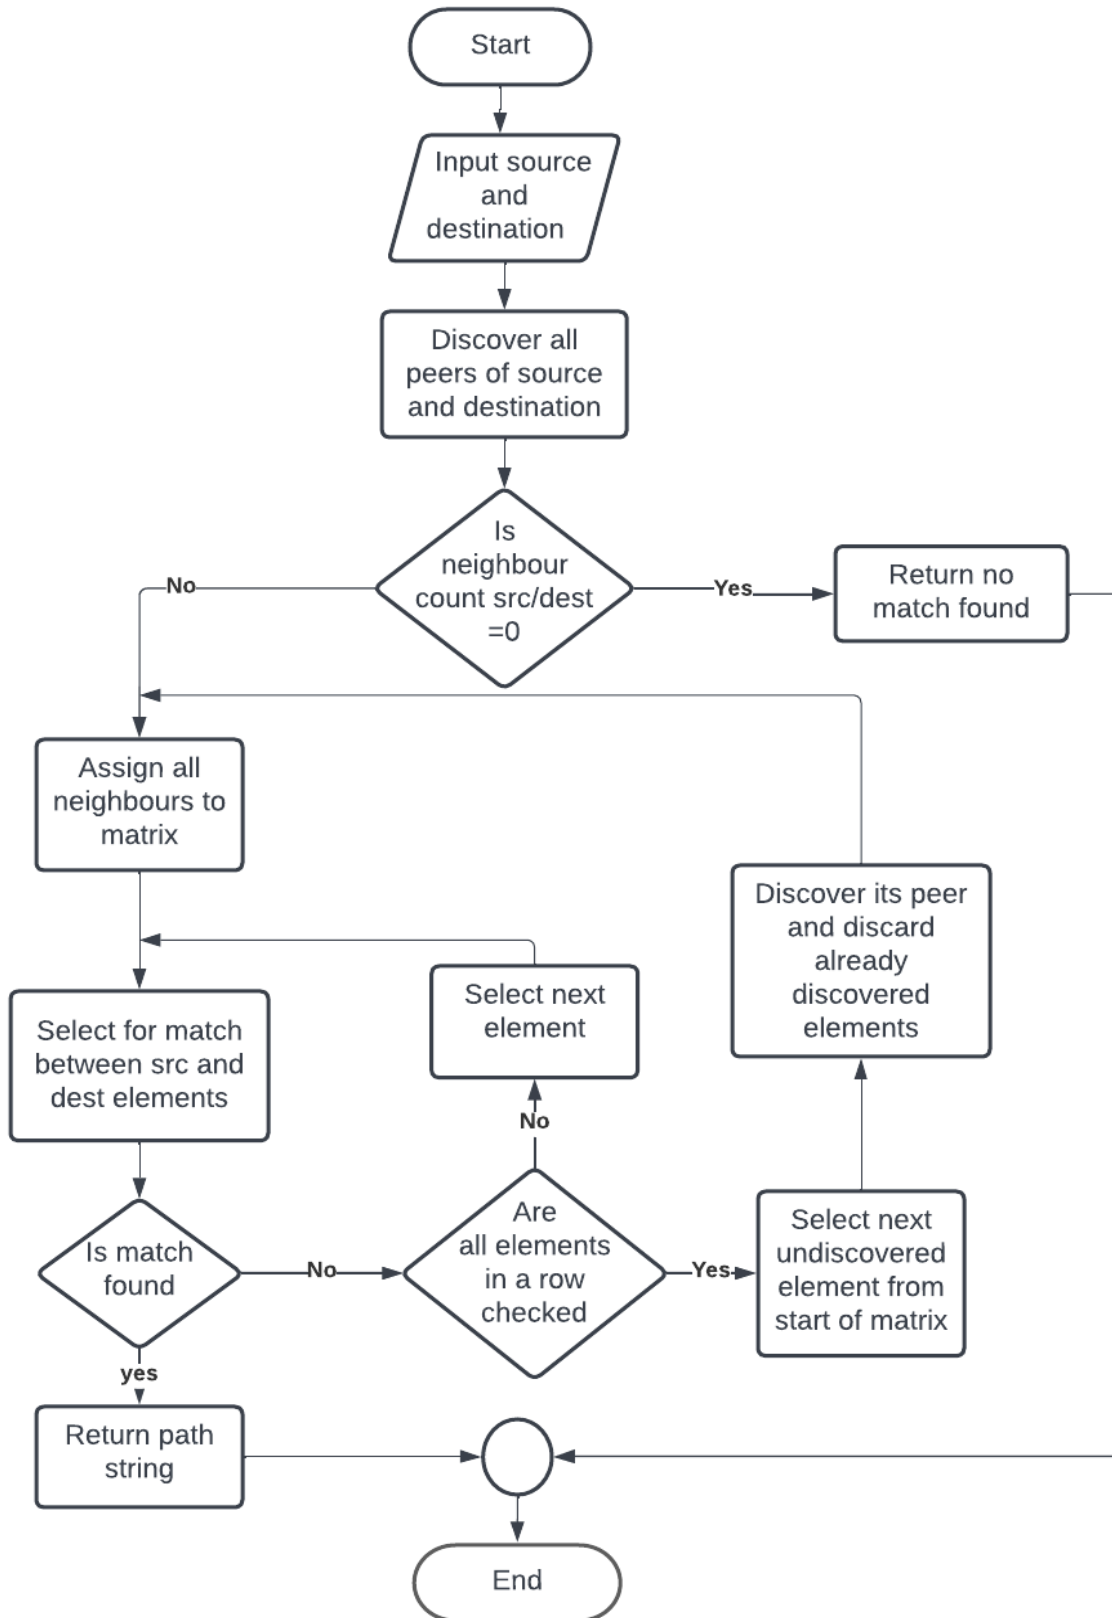 Start
Input source
and
destination
Discover all
peers of source
and destination
Is
neighbour
count src/dest
=0
No
Yes
Return no
match found
Assign all
neighbours to
matrix
Discover its peer
and discard
already
discovered
elements
Select next
element
Select for match
between src and
dest elements
No
Are
all elements
in a row
checked
Select next
undiscovered
element from
start of matrix
Is match
found
No
Yes
yes
Return path
string
End